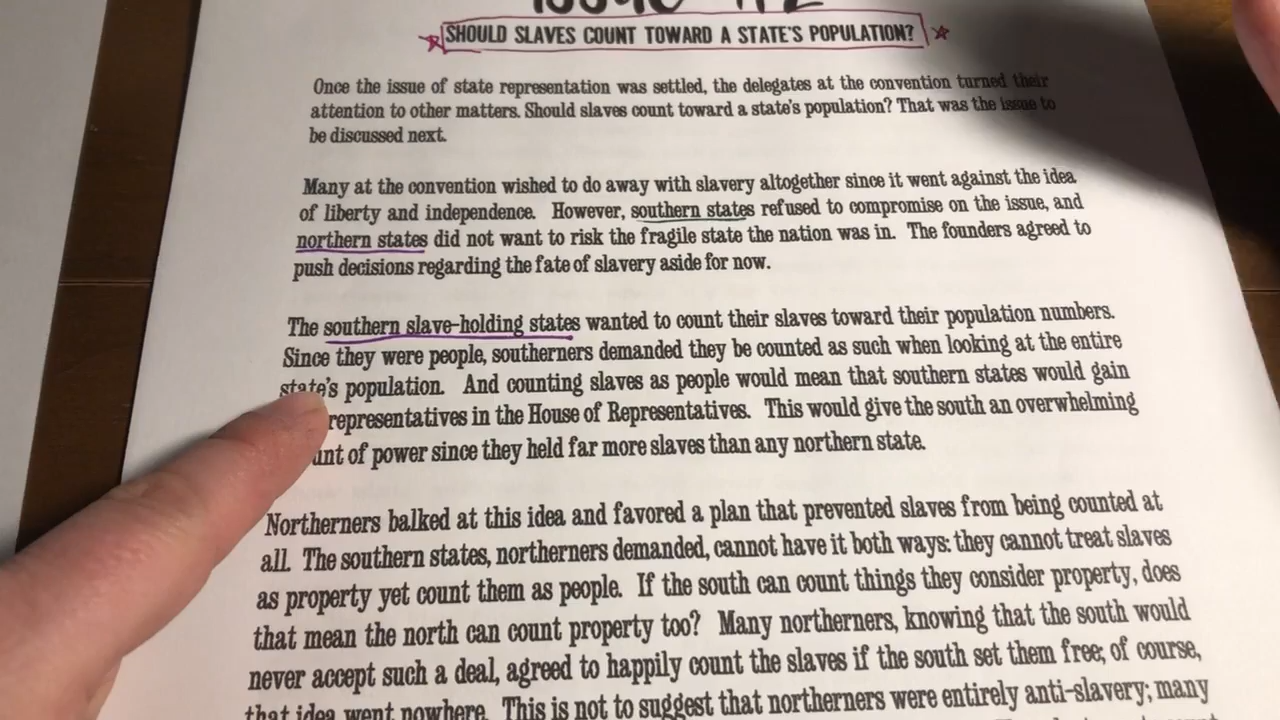 SHOULD SLAVES COUNT TOWARD A STATE'S POPULATION?
Once the issue of state representation was settled, the delegates at the convention turned their
attention to other matters. Should slaves count toward a state's population? That was the issue to
be discussed next.
Many at the convention wished to do away with slavery altogether since it went against the idea
of liberty and independence. However, southern states refused to compromise on the issue, and
northern states did not want to risk the fragile state the nation was in. The founders agreed to
push decisions regarding the fate of slavery aside for now.
The southern slave-holding states wanted to count their slaves toward their population numbers.
Since they were people, southerners demanded they be counted as such when looking at the entire
state's population. And counting slaves as people would mean that southern states would gain
representatives in the House of Representatives. This would give the south an overwhelming
of power since they held far more slaves than any northern state.
Northerners balked at this idea and favored a plan that prevented slaves from being counted at
all. The southern states, northerners demanded, cannot have it both ways: they cannot treat slaves
as property yet count them as people. If the south can count things they consider property, does
that mean the north can count property too? Many northerners, knowing that the south would
never accept such a deal, agreed to happily count the slaves if the south set them free; of course,
that idea went nowhere. This is not to suggest that northerners were entirely anti-slavery; many